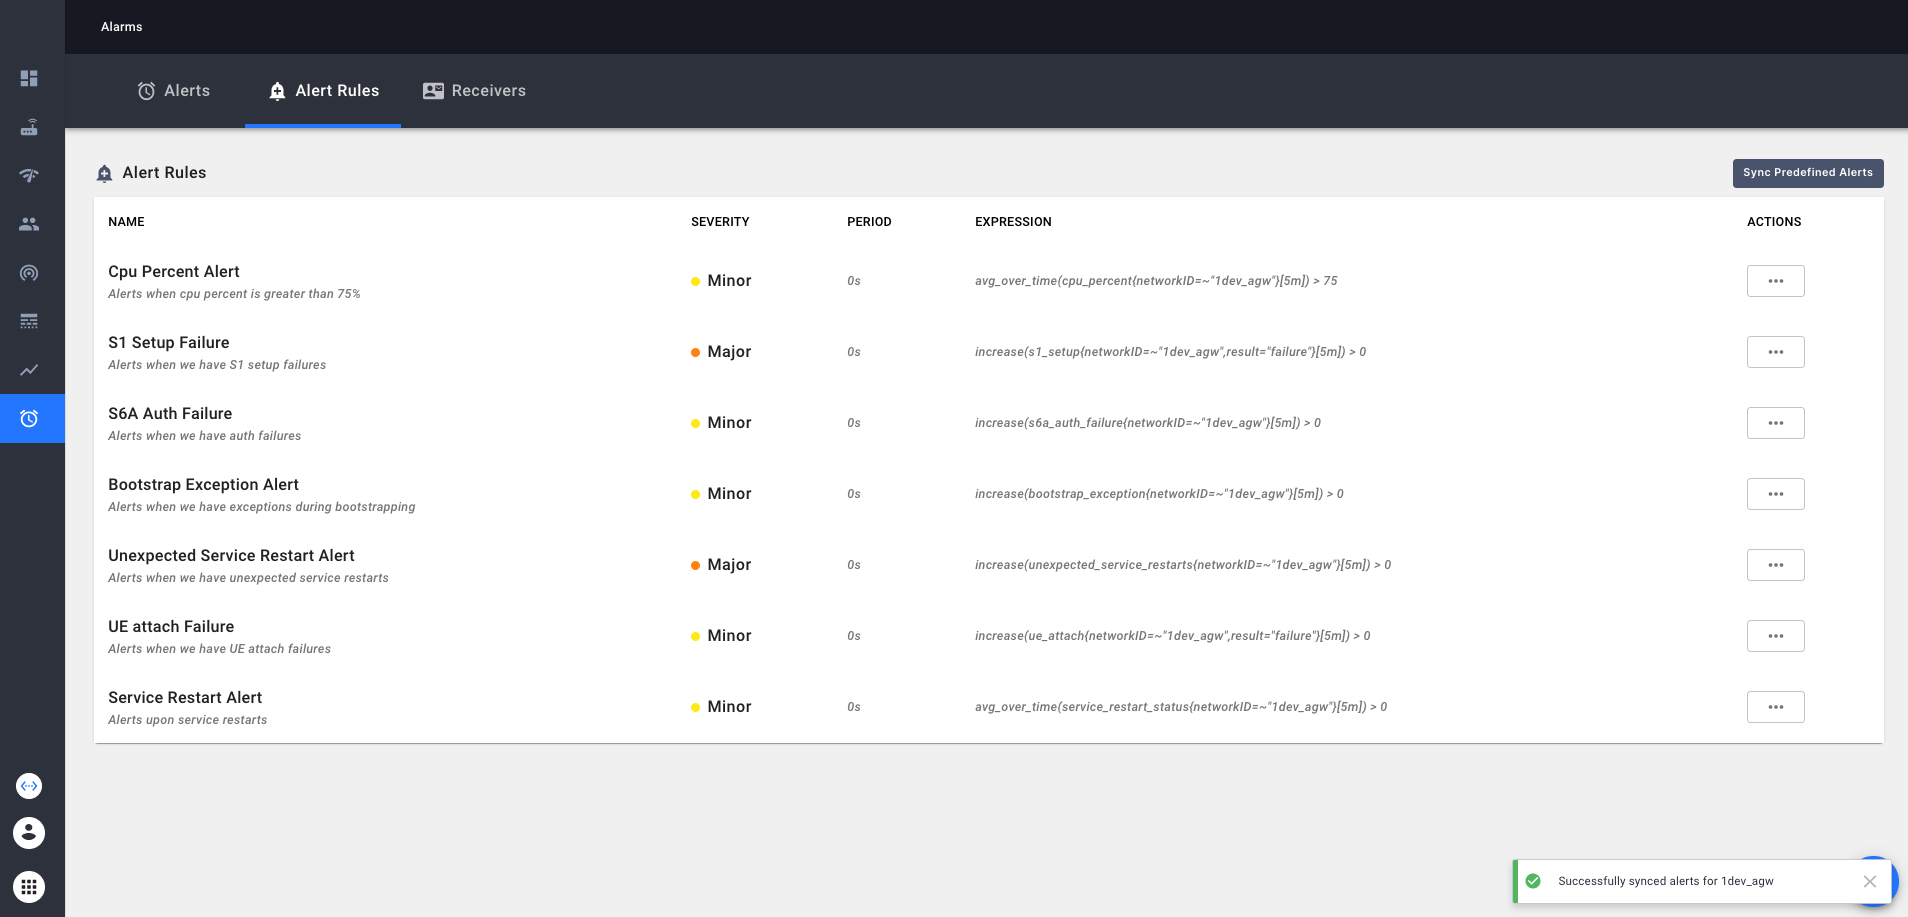 Alarms
Alerts
Alert Rules
Receivers
Alert Rules
Sync Predefined Alerts
NAME SEVERITY PERIOD EXPRESSION ACTIONS
Cpu Percent Alert
Alerts when cpu percent is greater than 75%
Minor 0s avg_over_time(cpu_percent{networkID=~"1dev_agw"}[5m]) > 75
S1 Setup Failure
Alerts when we have S1 setup failures
Major 0s increase(s1_setup{networkID=~"1dev_agw",result="failure"}[5m]) > 0
S6A Auth Failure
Alerts when we have auth failures
Minor 0s increase(s6a_auth_failure{networkID=~"1dev_agw"}[5m]) > 0
Bootstrap Exception Alert
Alerts when we have exceptions during bootstrapping
Minor 0s increase(bootstrap_exception{networkID=~"1dev_agw"}[5m]) > 0
Unexpected Service Restart Alert
Alerts when we have unexpected service restarts
Major 0s increase(unexpected_service_restarts{networkID=~"1dev_agw"}[5m]) > 0
UE attach Failure
Alerts when we have UE attach failures
Minor 0s increase(ue_attach{networkID=~"1dev_agw",result="failure"}[5m]) > 0
Service Restart Alert
Alerts upon service restarts
Minor 0s avg_over_time(service_restart_status{networkID=~"1dev_agw"}[5m]) > 0
Successfully synced alerts for 1dev_agw